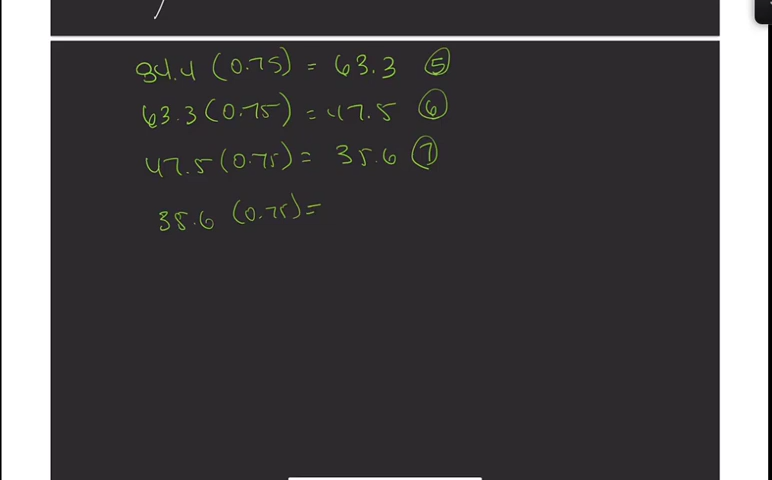 84.4 (0.75) = 63.3 ⑤
63.3 (0.75) = 47.5 ⑥
47.5 (0.75) = 35.6 ⑦
35.6 (0.75) =